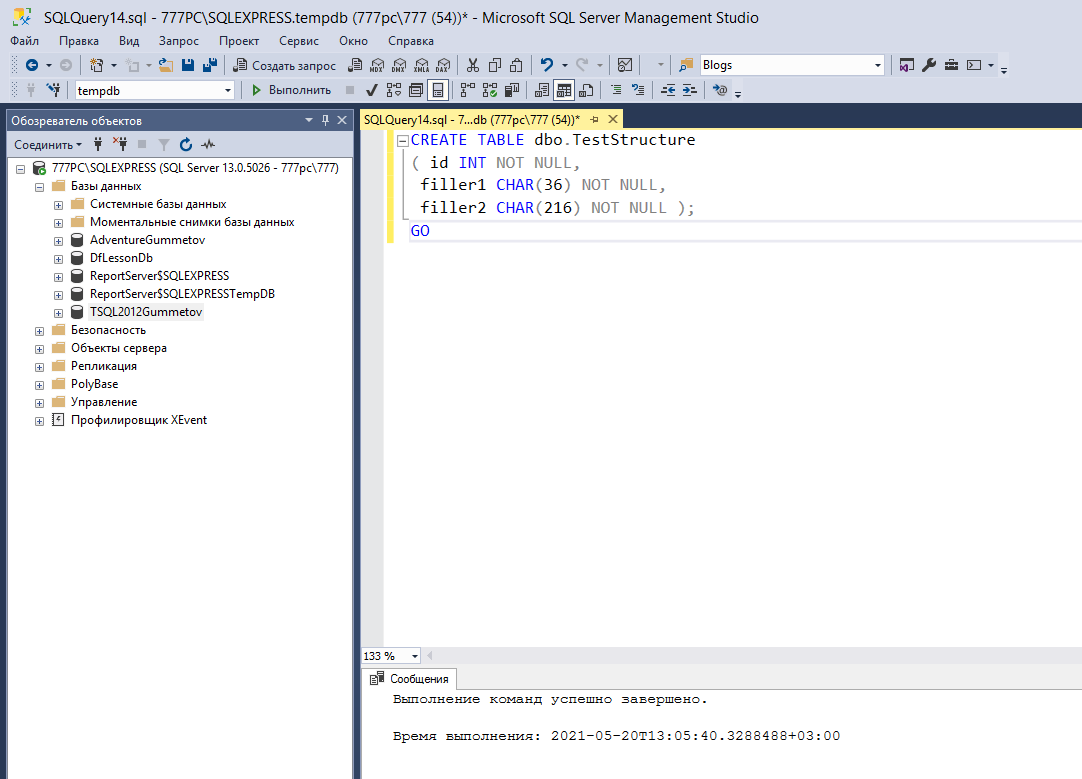 SQLQuery14.sql - 777PC\SQLEXPRESS.tempdb (777pc\777 (54))* - Microsoft SQL Server Management Studio
Файл Правка Вид Запрос Проект Сервис Окно Справка
Создать запрос MDX DMX XMLA DAX Blogs
tempdb Выполнить
Обозреватель объектов
SQLQuery14.sql - 7...db (777pc\777 (54))*
Соединить
777PC\SQLEXPRESS (SQL Server 13.0.5026 - 777pc\777)
Базы данных
Системные базы данных
Моментальные снимки базы данных
AdventureGummetov
DfLessonDb
ReportServer$SQLEXPRESS
ReportServer$SQLEXPRESSTempDB
TSQL2012Gummetov
Безопасность
Объекты сервера
Репликация
PolyBase
Управление
Профилировщик XEvent
CREATE TABLE dbo.TestStructure
( id INT NOT NULL,
filler1 CHAR(36) NOT NULL,
filler2 CHAR(216) NOT NULL );
GO
133 %
Сообщения
Выполнение команд успешно завершено.
Время выполнения: 2021-05-20T13:05:40.3288488+03:00